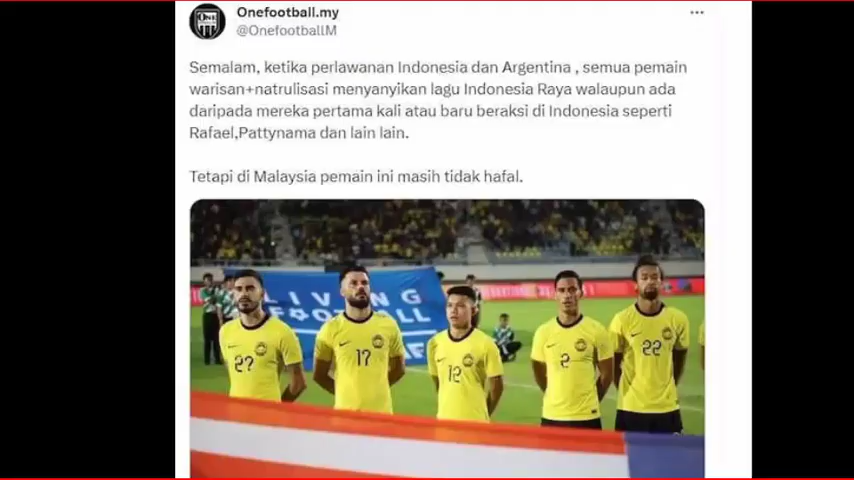 Onefootball.my
@OnefootballM
Semalam, ketika perlawanan Indonesia dan Argentina , semua pemain
warisan+natrulisasi menyanyikan lagu Indonesia Raya walaupun ada
daripada mereka pertama kali atau baru beraksi di Indonesia seperti
Rafael,Pattynama dan lain lain.
Tetapi di Malaysia pemain ini masih tidak hafal.
LIVING
FOOTBALL
17
12
2
22